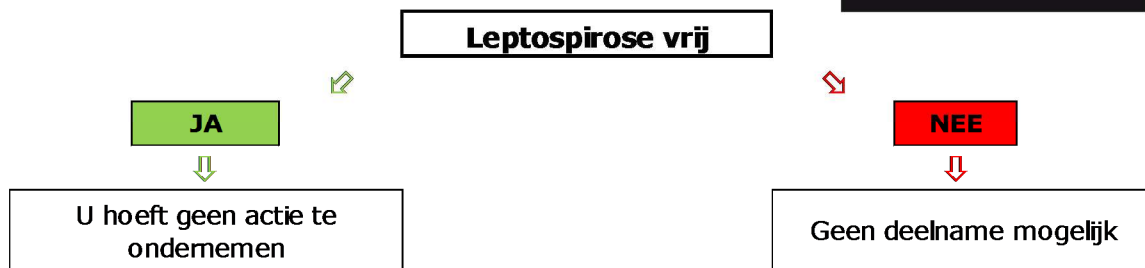 Leptospirose vrij
JA
NEE
U hoeft geen actie te
ondernemen
Geen deelname mogelijk